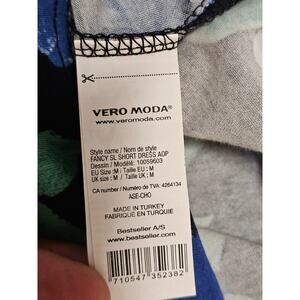 VERO MODA®
www.veromoda.com
Style name / Nom de style
FANCY SL SHORT DRESS AOP
Dessin / Modèle: 10059603
EU Size :M / Taille EU : M
UK size : M / Taille UK : M
CA number / Numéro de TVA: 4264134
ASE-CHO
MADE IN TURKEY
FABRIQUE EN TURQUIE
Bestseller A/S
www.bestseller.com
5710547352382